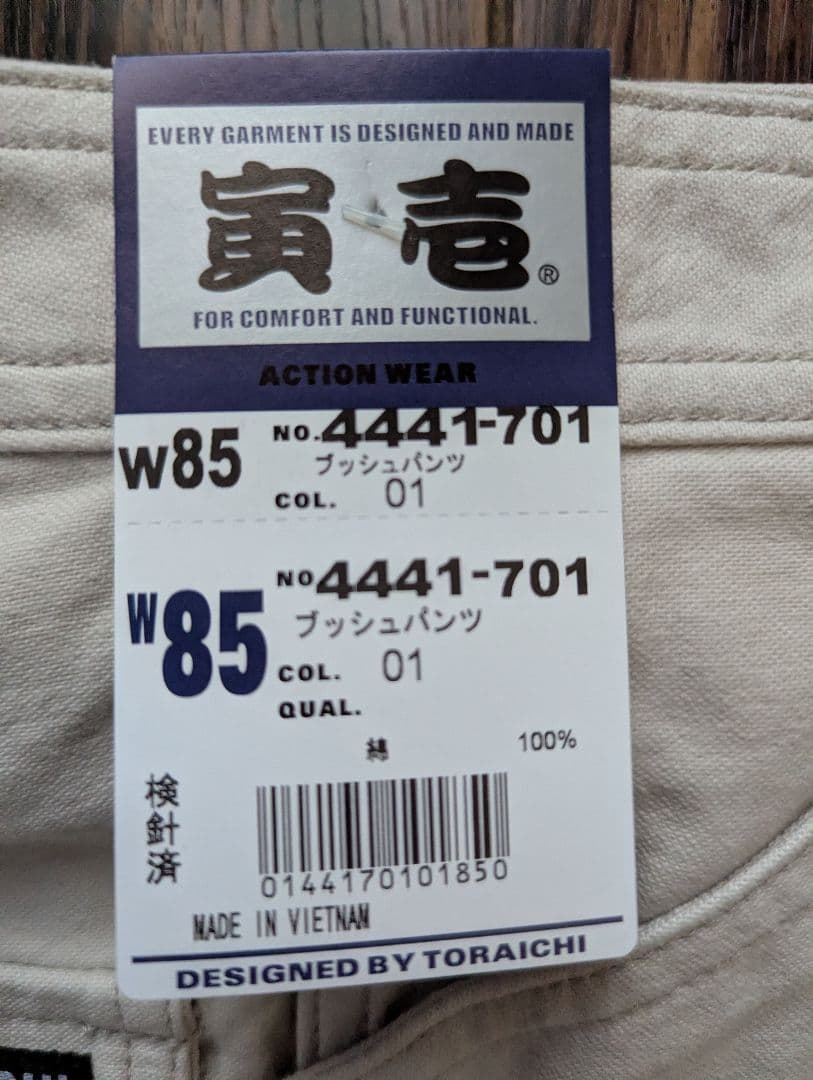 EVERY GARMENT IS DESIGNED AND MADE
寅壱®
FOR COMFORT AND FUNCTIONAL.
ACTION WEAR
W85
NO.4441-701
ブッシュパンツ
COL. 01
W85
NO4441-701
ブッシュパンツ
COL. 01
QUAL.
綿 100%
検針済
0144170101850
MADE IN VIETNAM
DESIGNED BY TORAICHI